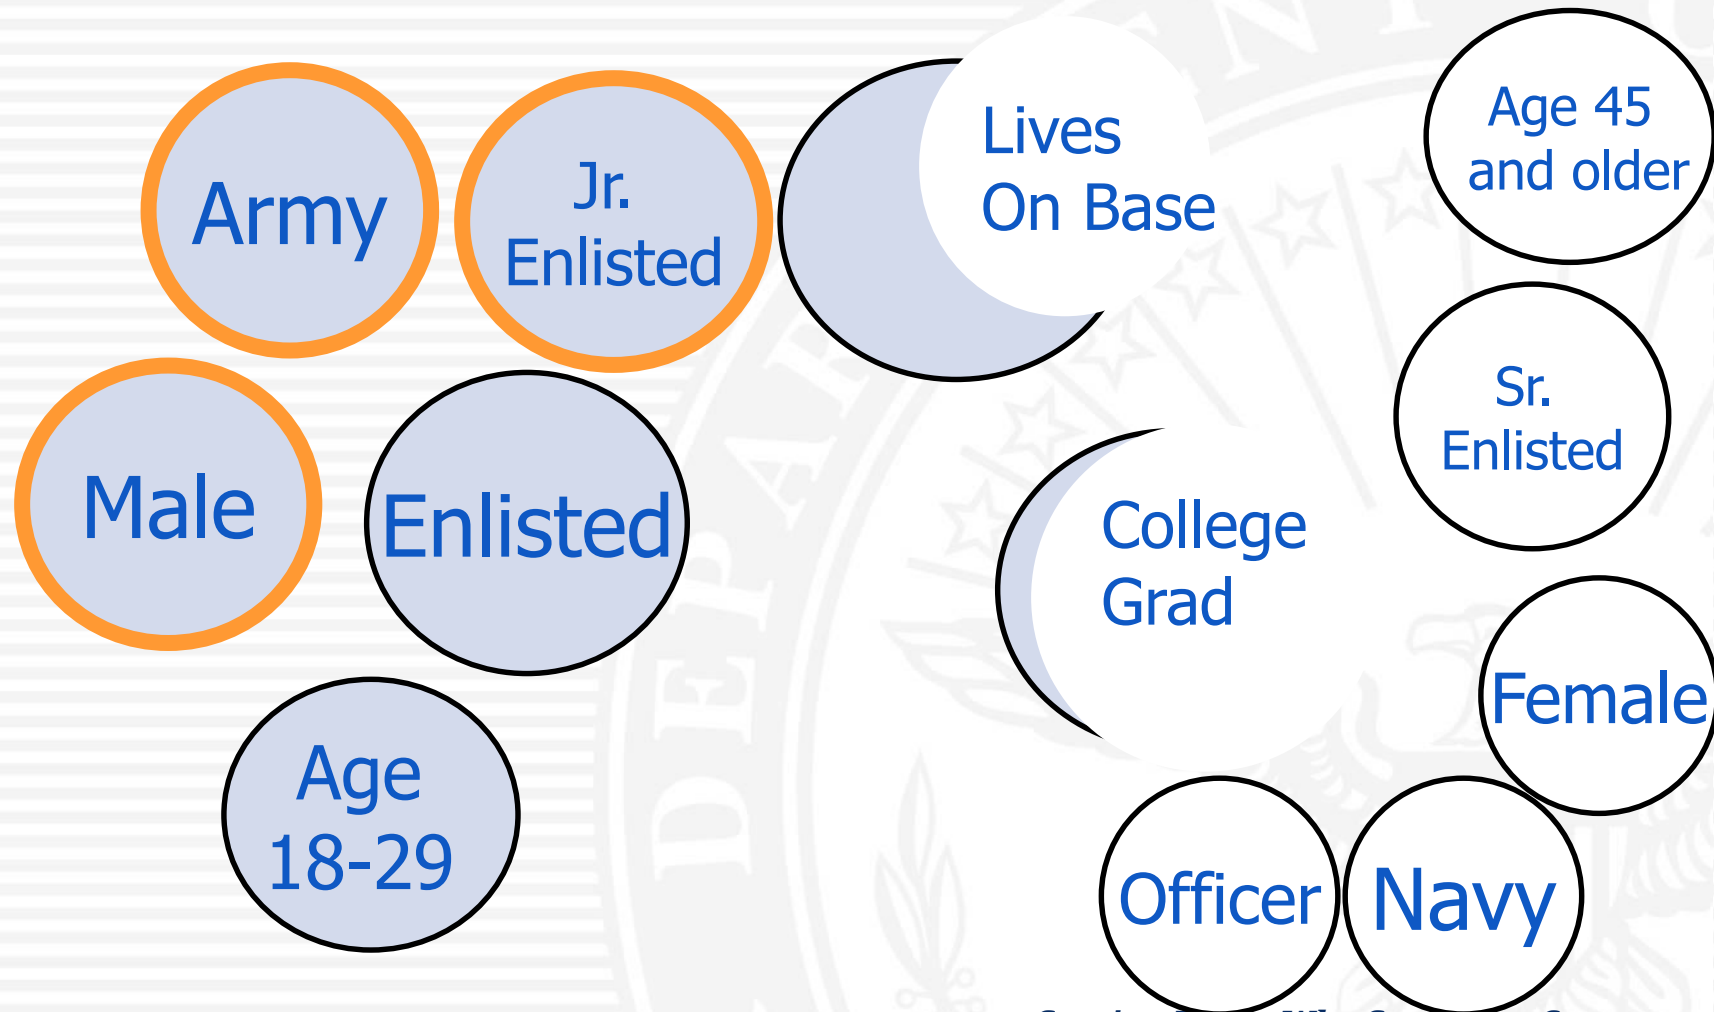 Army
Jr.
Enlisted
Lives
On Base
Age 45
and older
Male
Enlisted
Sr.
Enlisted
College
Grad
Female
Age
18-29
Officer
Navy
DEPAR